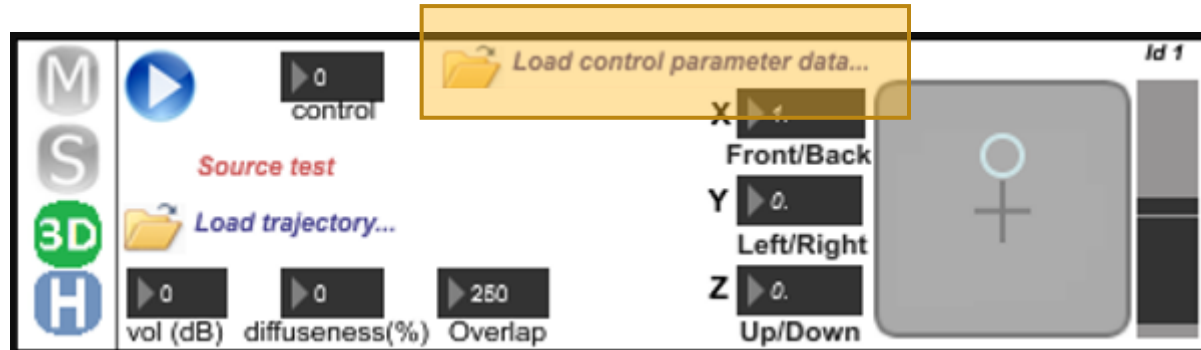 M
S
3D
H
0
control
Load control parameter data...
Id 1
Source test
Load trajectory...
0
vol (dB)
0
diffuseness(%)
250
Overlap
X 1.
Front/Back
Y 0.
Left/Right
Z 0.
Up/Down